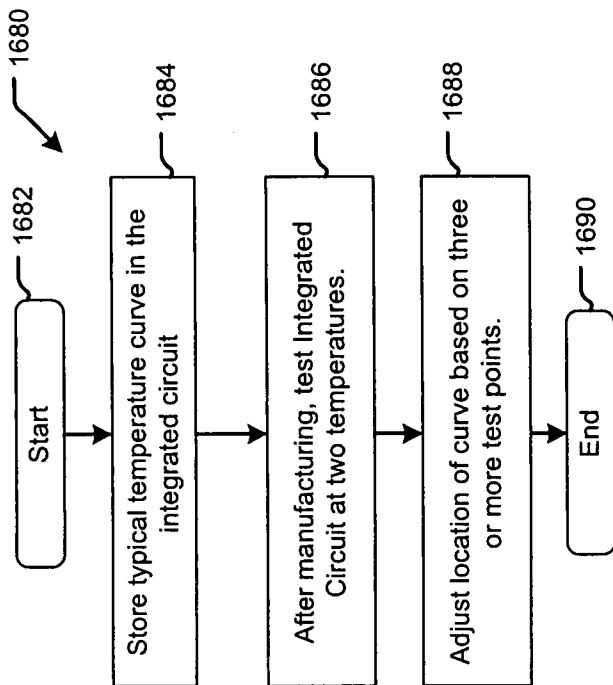 1680
Start
1682
Store typical temperature curve in the
integrated circuit
1684
After manufacturing, test Integrated
Circuit at two temperatures.
1686
Adjust location of curve based on three
or more test points.
1688
End
1690